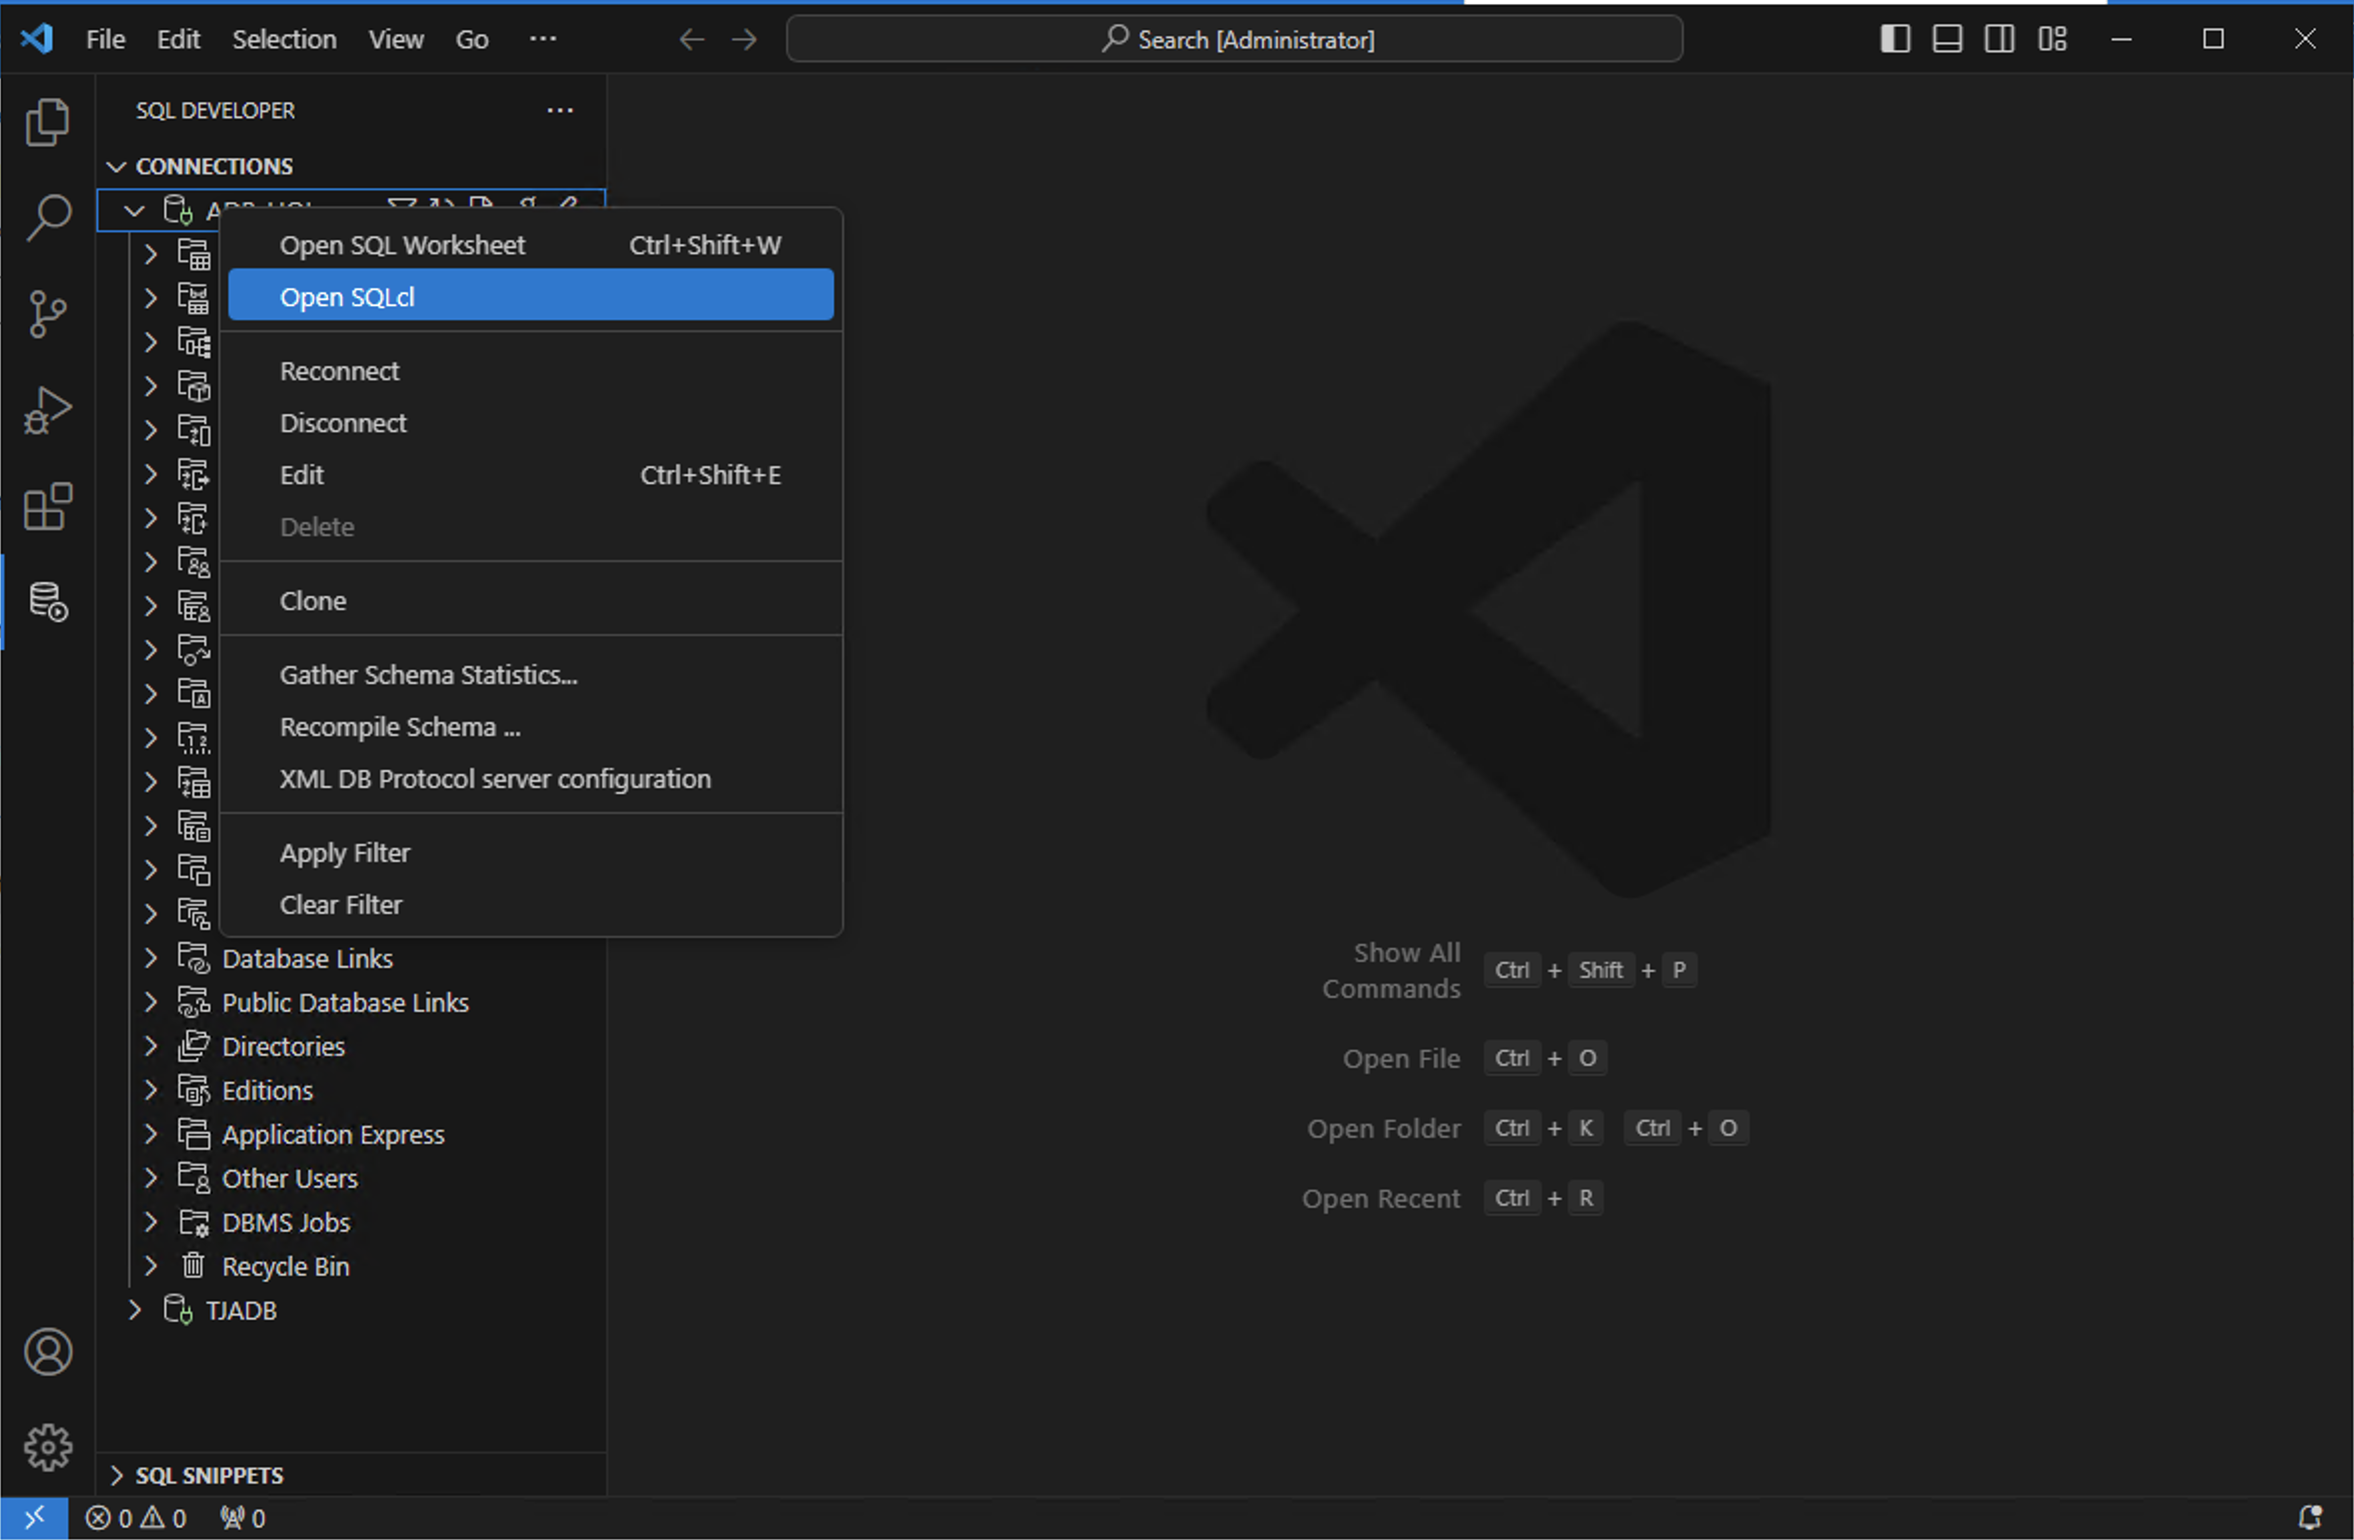 File Edit Selection View Go ··· Search [Administrator]
SQL DEVELOPER ···
CONNECTIONS
Open SQL Worksheet Ctrl+Shift+W
Open SQLcl
Reconnect
Disconnect
Edit Ctrl+Shift+E
Delete
Clone
Gather Schema Statistics...
Recompile Schema ...
XML DB Protocol server configuration
Apply Filter
Clear Filter
Database Links
Public Database Links
Directories
Editions
Application Express
Other Users
DBMS Jobs
Recycle Bin
TJADB
SQL SNIPPETS
Show All
Commands Ctrl + Shift + P
Open File Ctrl + O
Open Folder Ctrl + K Ctrl + O
Open Recent Ctrl + R
0 0 0